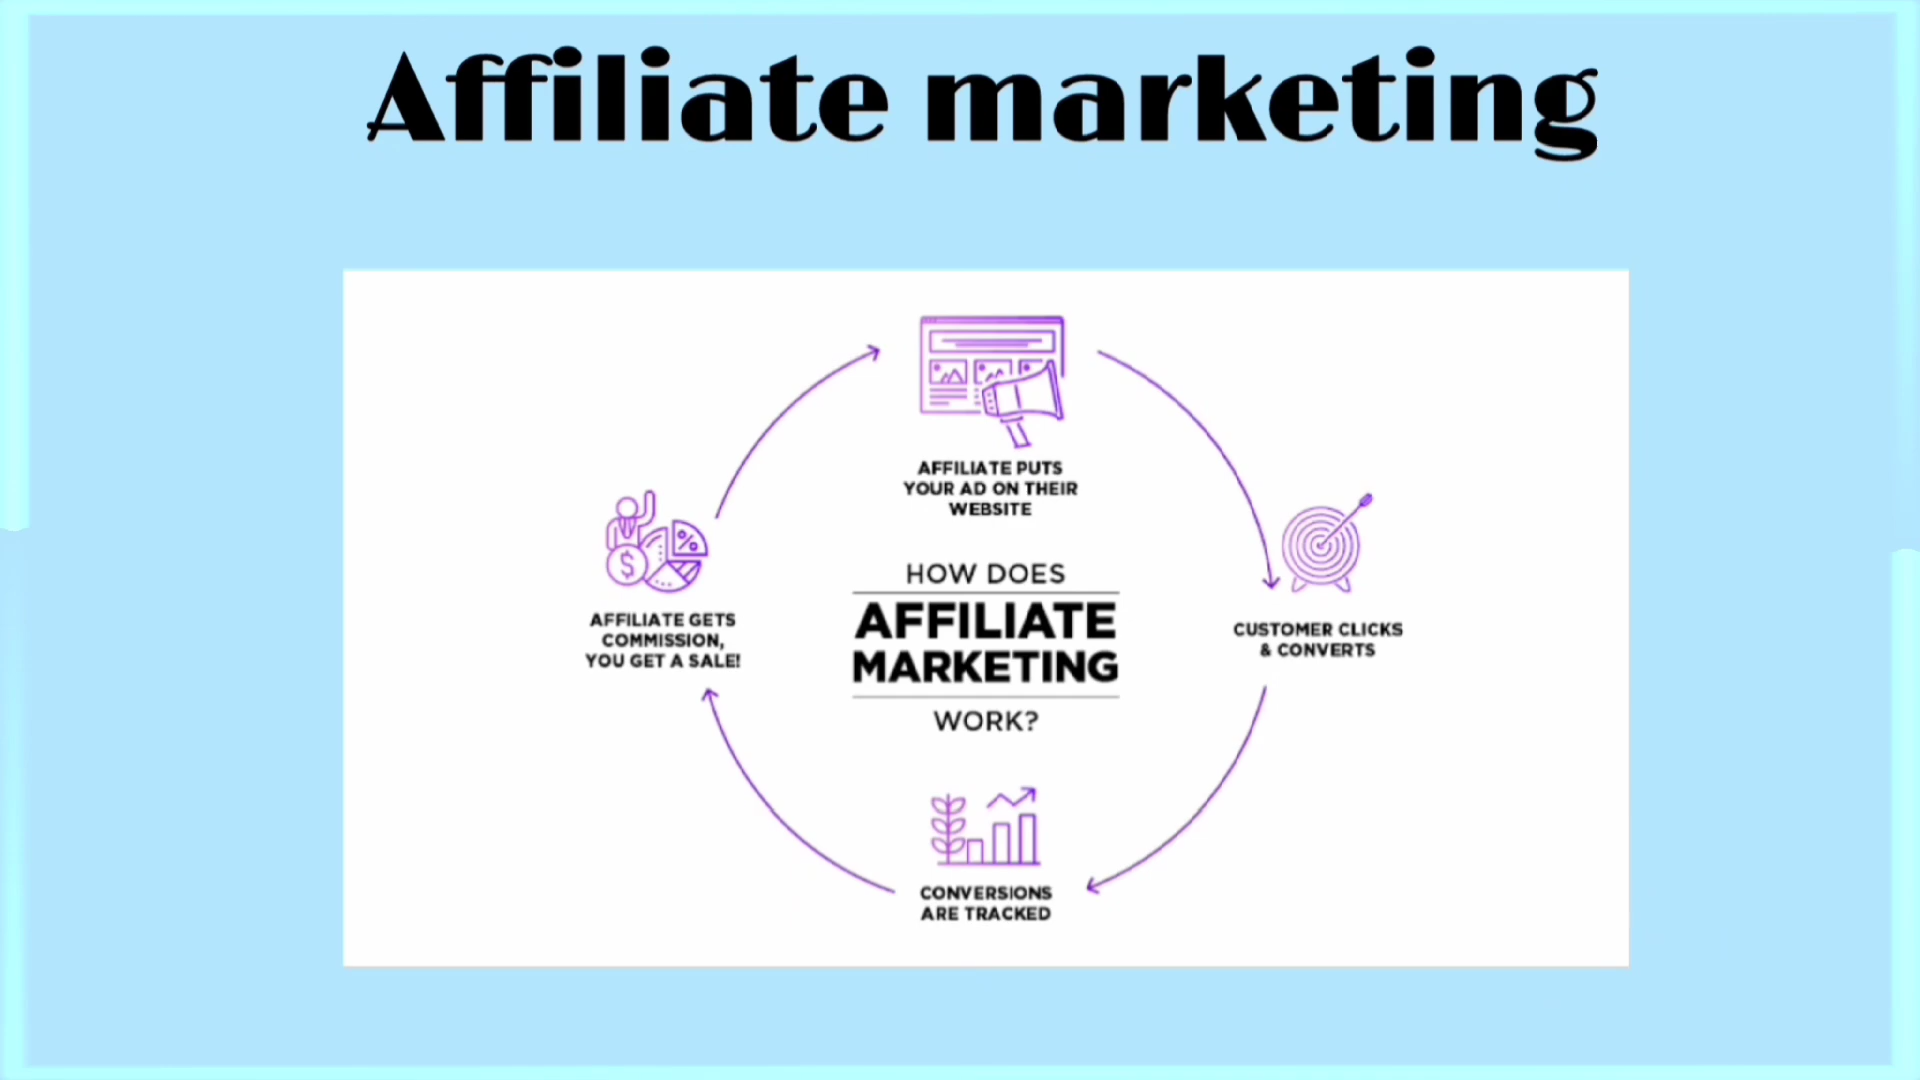 Affiliate marketing
AFFILIATE PUTS
YOUR AD ON THEIR
WEBSITE
CUSTOMER CLICKS
& CONVERTS
CONVERSIONS
ARE TRACKED
AFFILIATE GETS
COMMISSION,
YOU GET A SALE!
HOW DOES
AFFILIATE
MARKETING
WORK?
%
$